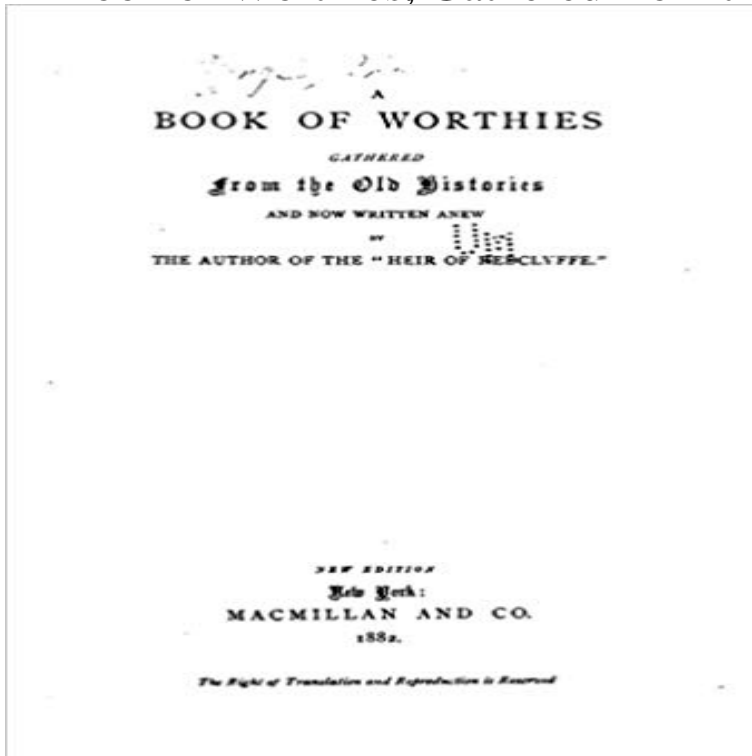 A
BOOK OF WORTHIES
GATHERED
From the Old Histories
AND NOW WRITTEN ANEW
BY
THE AUTHOR OF THE "HEIR OF REDCLYFFE."
NEW EDITION
New York:
MACMILLAN AND CO.
1882.
The Right of Translation and Reproduction is Reserved